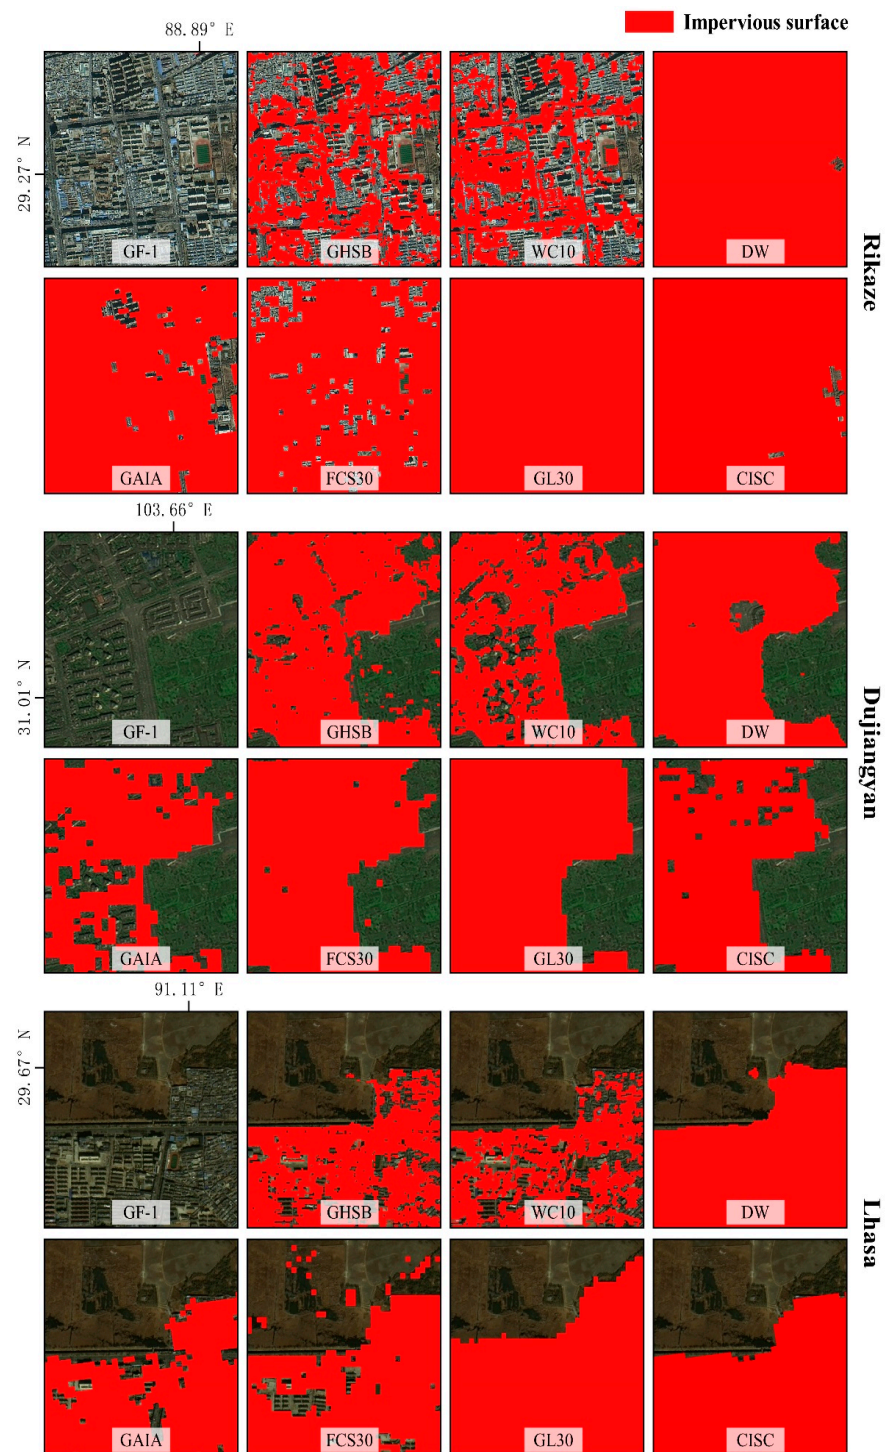 Impervious surface
88.89° E
29.27° N
GF-1
GHSB
WC10
DW
Rikaze
GAIA
FCS30
GL30
CISC
103.66° E
31.01° N
GF-1
GHSB
WC10
DW
Dujiangyan
GAIA
FCS30
GL30
CISC
91.11° E
29.67° N
GF-1
GHSB
WC10
DW
Lhasa
GAIA
FCS30
GL30
CISC